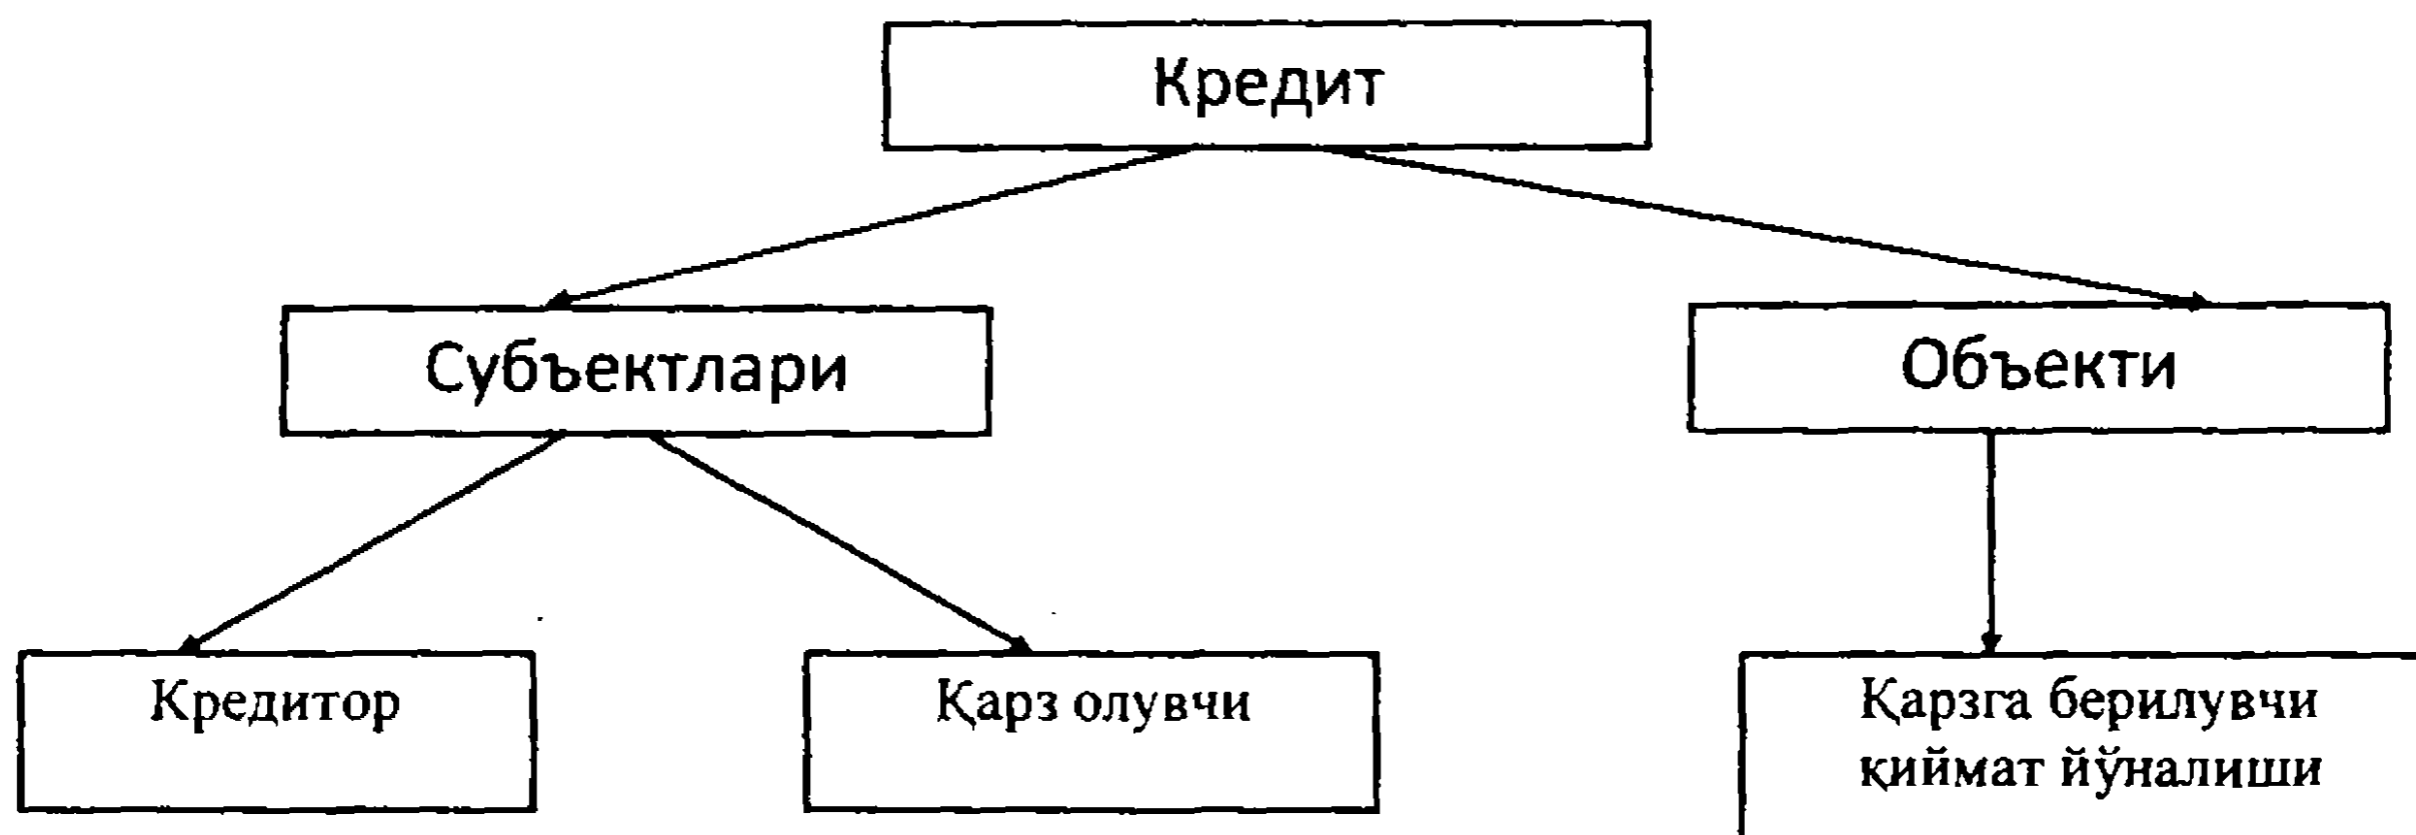 Кредит
Субъектлари
Объекти
Кредитор
Қарз олувчи
Қарзга берилувчи
қиймат йўналиши